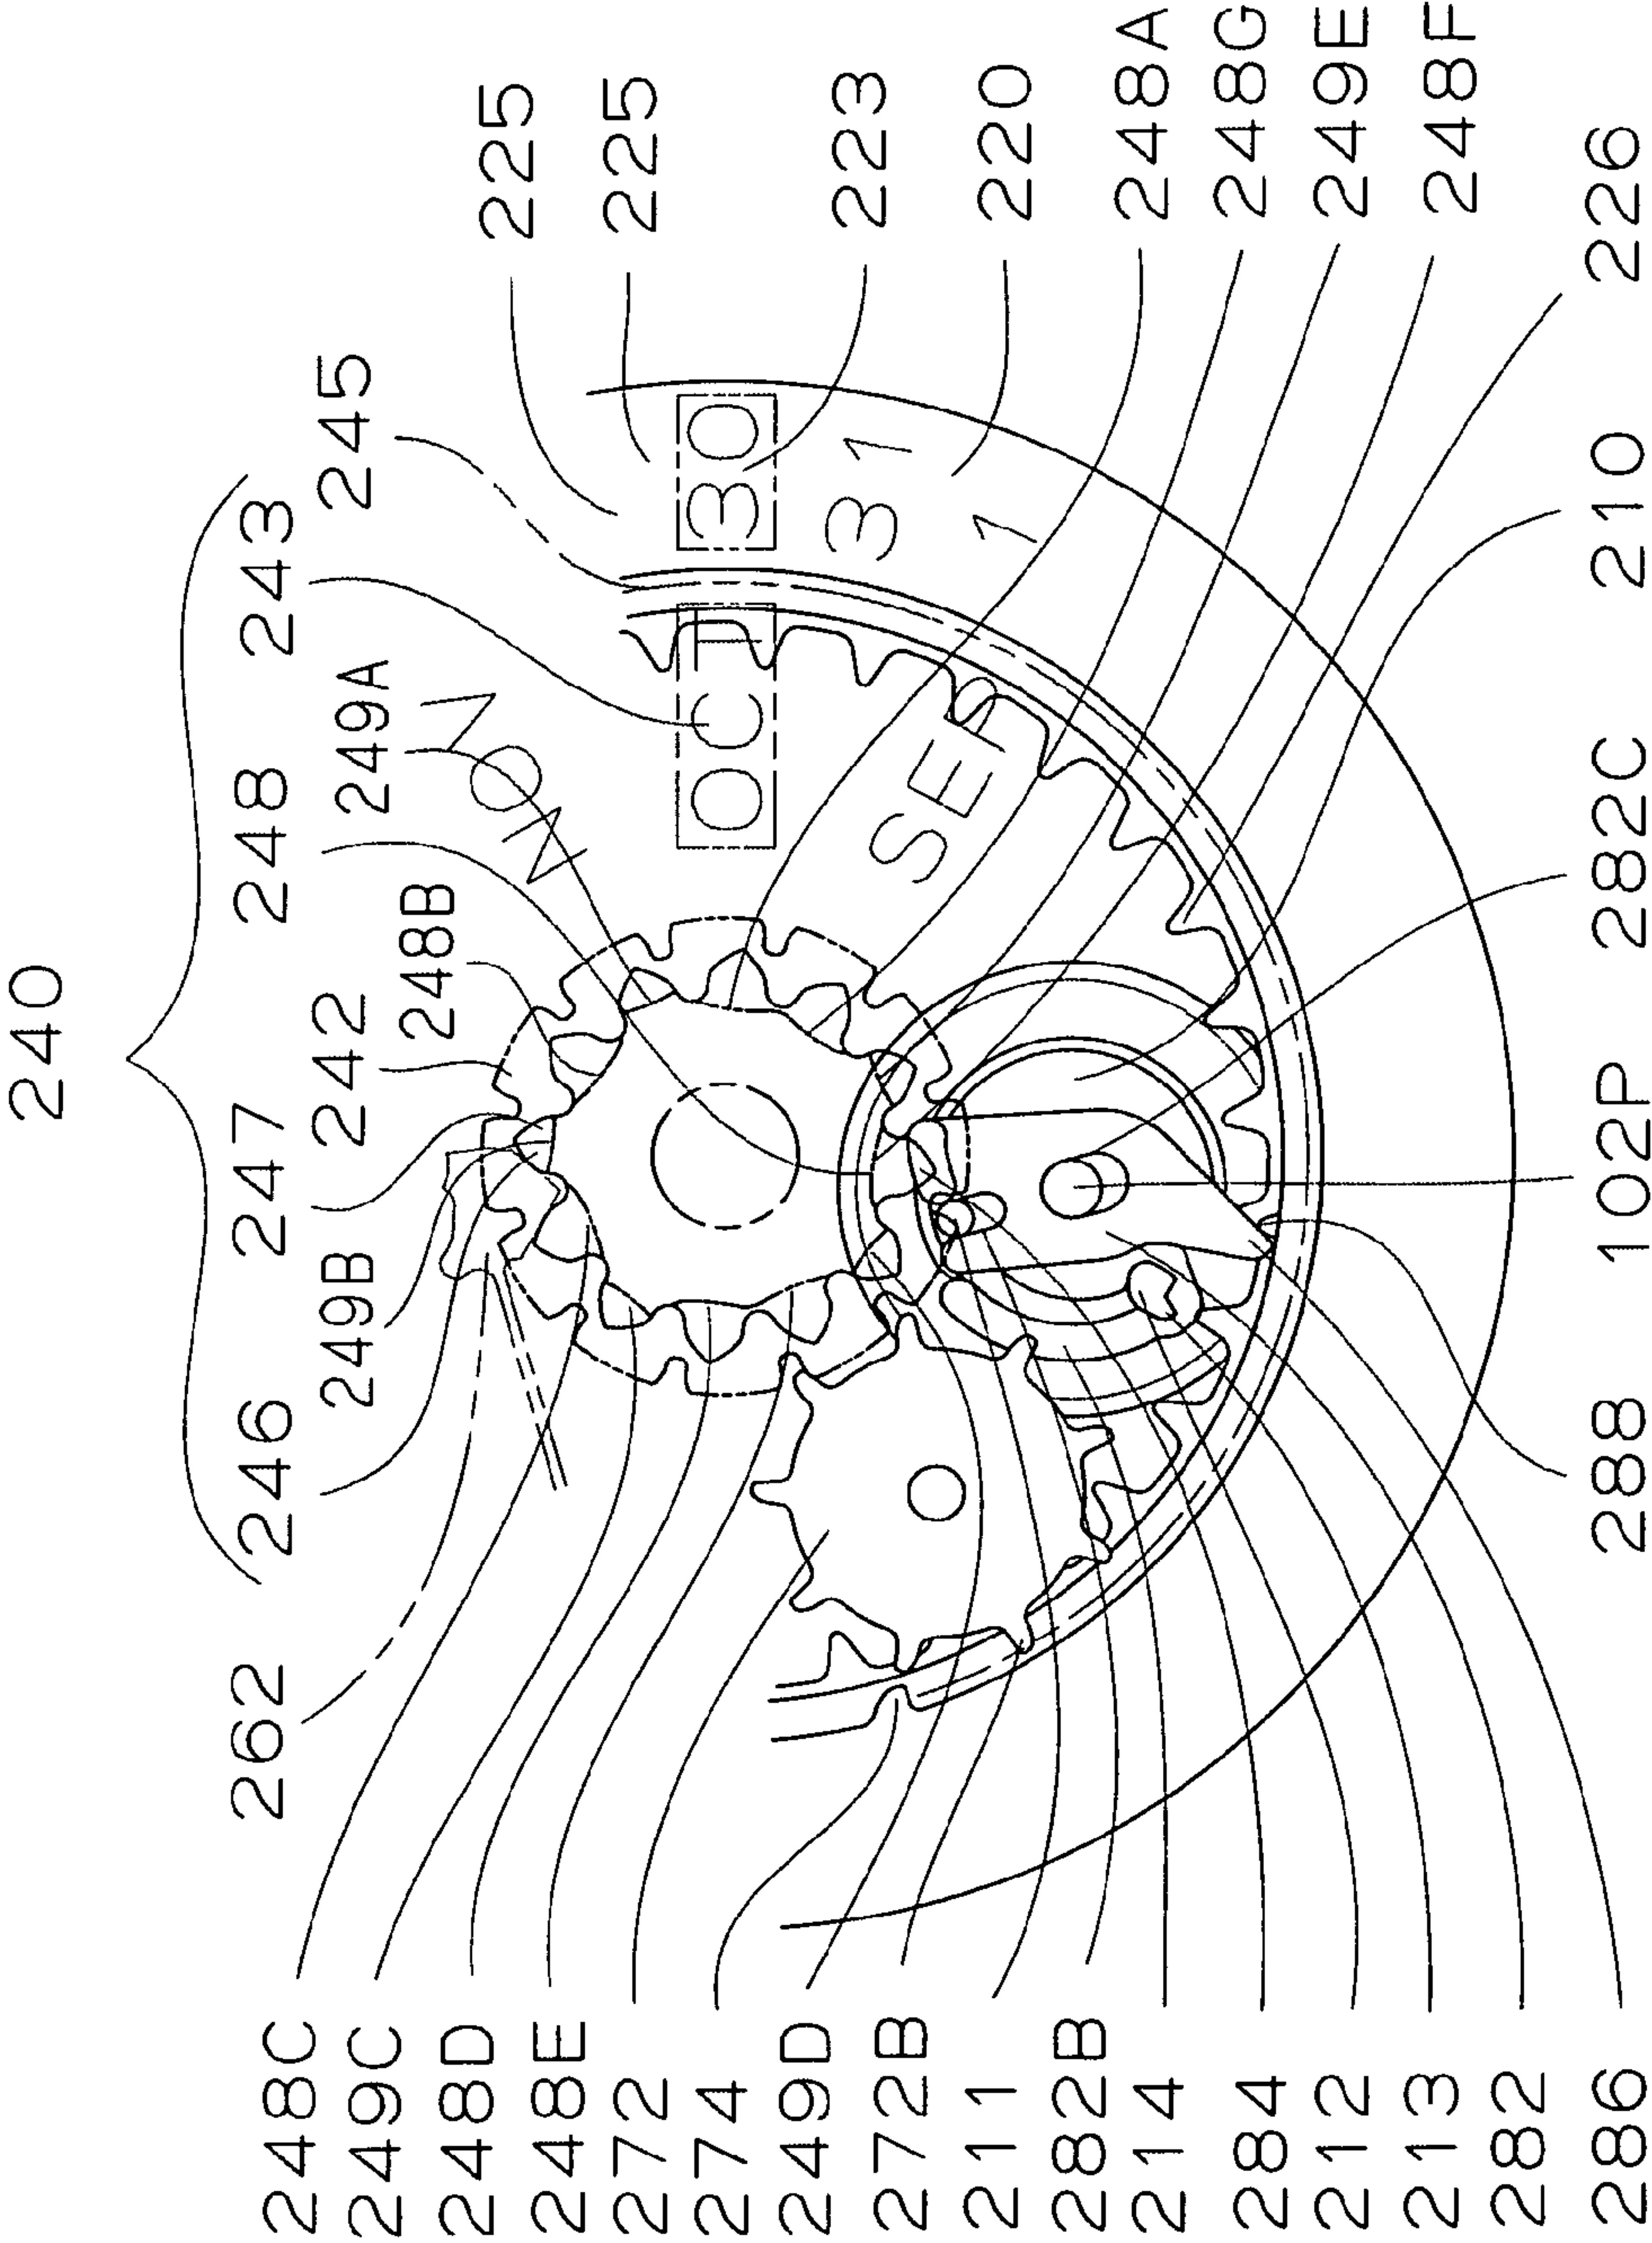 240
262 246 247 248 243
249B 242 249A 245
248B
248C
249C
248D
248E
272
274
249D
272B
211
282B
214
284
212
213
282
286
NOV
OCT 30
SEP 31
1
225
225
223
220
248A
248G
249E
248F
288 102P 282C 210 226